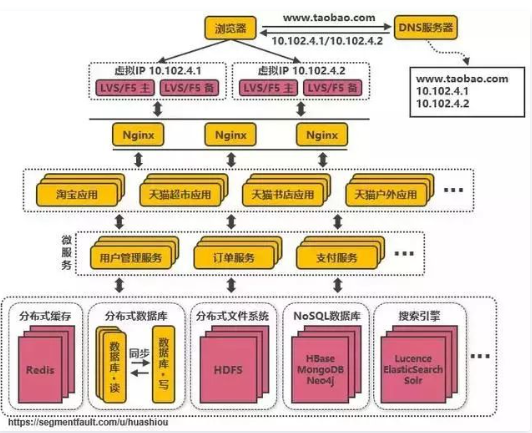 www.taobao.com
浏览器
DNS服务器
10.102.4.1/10.102.4.2
虚拟IP 10.102.4.1
虚拟IP 10.102.4.2
LVS/F5 主
LVS/F5 备
LVS/F5 主
LVS/F5 备
www.taobao.com
10.102.4.1
10.102.4.2
Nginx
Nginx
Nginx
淘宝应用
天猫超市应用
天猫书店应用
天猫户外应用
...
微服务
用户管理服务
订单服务
支付服务
...
分布式缓存
分布式数据库
分布式文件系统
NoSQL数据库
搜索引擎
Redis
数据库·读
同步
数据库·写
HDFS
HBase
MongoDB
Neo4j
Lucence
ElasticSearch
Solr
...
https://segmentfault.com/u/huashiou